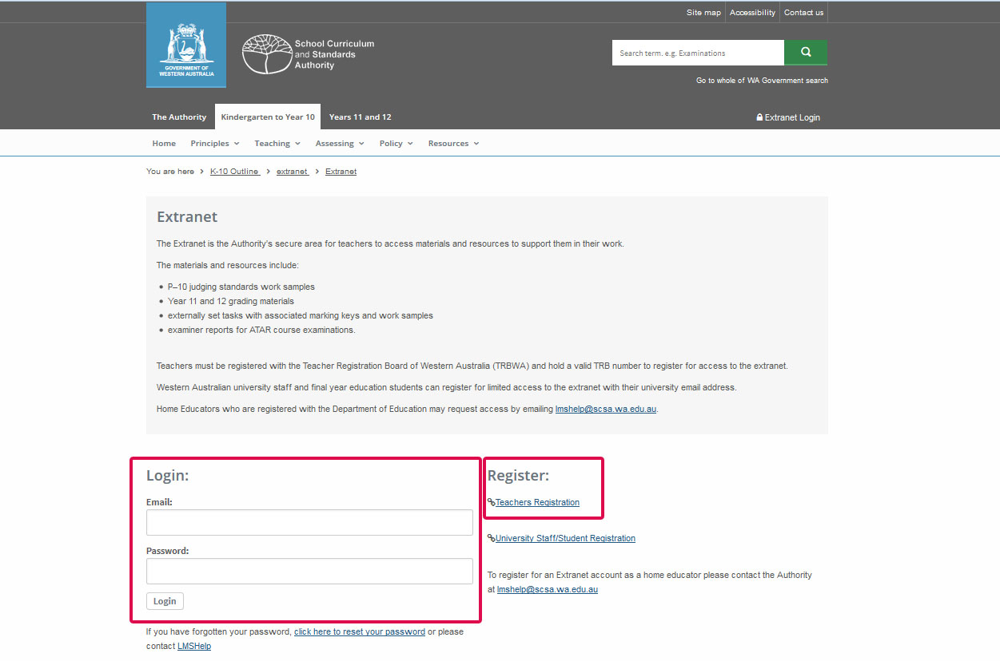 Site map
Accessibility
Contact us
GOVERNMENT OF
WESTERN AUSTRALIA
School Curriculum
and Standards
Authority
Search term. e.g. Examinations
Go to whole of WA Government search
The Authority
Kindergarten to Year 10
Years 11 and 12
Extranet Login
Home
Principles
Teaching
Assessing
Policy
Resources
You are here > K-10 Outline > extranet > Extranet
Extranet
The Extranet is the Authority's secure area for teachers to access materials and resources to support them in their work.
The materials and resources include:
• P–10 judging standards work samples
• Year 11 and 12 grading materials
• externally set tasks with associated marking keys and work samples
• examiner reports for ATAR course examinations.
Teachers must be registered with the Teacher Registration Board of Western Australia (TRBWA) and hold a valid TRB number to register for access to the extranet.
Western Australian university staff and final year education students can register for limited access to the extranet with their university email address.
Home Educators who are registered with the Department of Education may request access by emailing lmshelp@scsa.wa.edu.au.
Login:
Email:
Password:
Login
If you have forgotten your password, click here to reset your password or please
contact LMSHelp
Register:
Teachers Registration
University Staff/Student Registration
To register for an Extranet account as a home educator please contact the Authority
at lmshelp@scsa.wa.edu.au